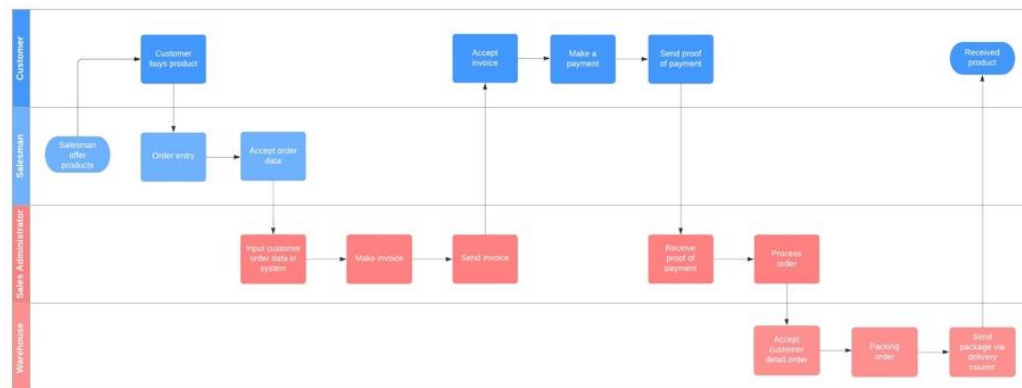 Customer
Customer
buys product
Accept
invoice
Make a
payment
Send proof
of payment
Received
product
Salesman
Salesman
offer
products
Order entry
Accept order
data
Sales Administrator
Input customer
order data in
system
Make invoice
Send invoice
Receive
proof of
payment
Process
order
Warehouse
Accept
customer
detail order
Packing
order
Send
package via
delivery
courier